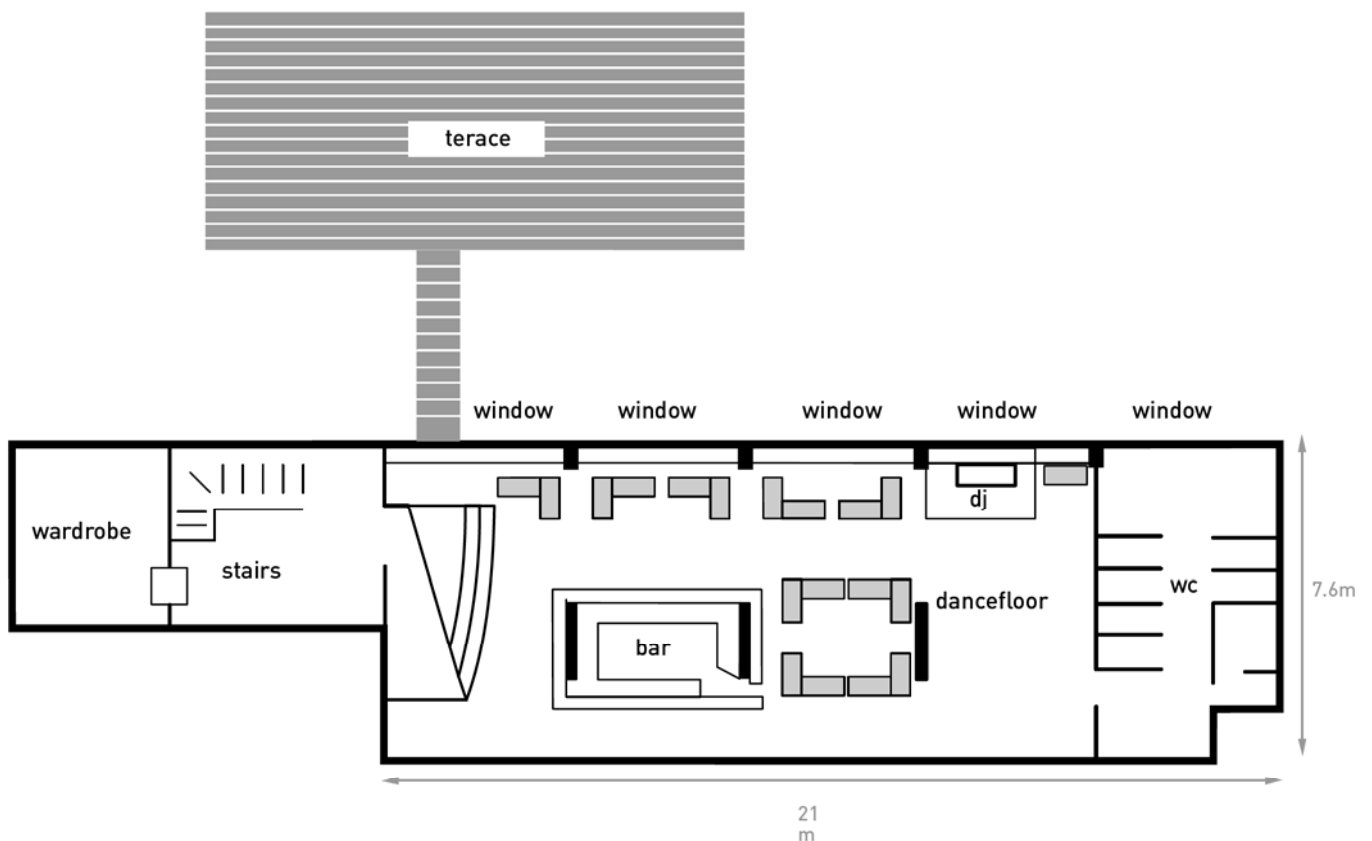 terace
window
window
window
window
window
wardrobe
stairs
bar
dj
dancefloor
wc
7.6m
21
m